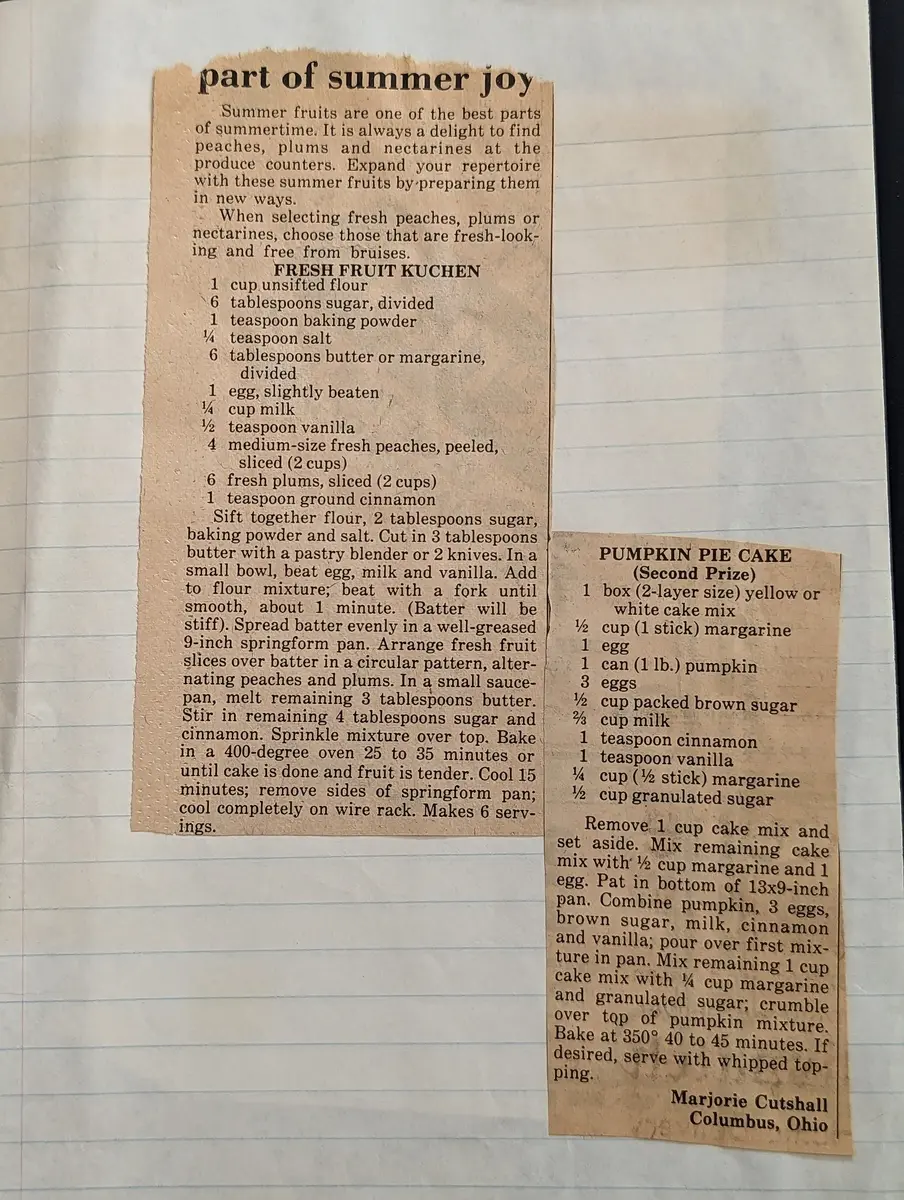 part of summer joy
Summer fruits are one of the best parts
of summertime. It is always a delight to find
peaches, plums and nectarines at the
produce counters. Expand your repertoire
with these summer fruits by preparing them
in new ways.
When selecting fresh peaches, plums or
nectarines, choose those that are fresh-look-
ing and free from bruises.
FRESH FRUIT KUCHEN
1 cup unsifted flour
6 tablespoons sugar, divided
1 teaspoon baking powder
¼ teaspoon salt
6 tablespoons butter or margarine,
divided
1 egg, slightly beaten
¼ cup milk
½ teaspoon vanilla
4 medium-size fresh peaches, peeled,
sliced (2 cups)
6 fresh plums, sliced (2 cups)
1 teaspoon ground cinnamon
Sift together flour, 2 tablespoons sugar,
baking powder and salt. Cut in 3 tablespoons
butter with a pastry blender or 2 knives. In a
small bowl, beat egg, milk and vanilla. Add
to flour mixture; beat with a fork until
smooth, about 1 minute. (Batter will be
stiff). Spread batter evenly in a well-greased
9-inch springform pan. Arrange fresh fruit
slices over batter in a circular pattern, alter-
nating peaches and plums. In a small sauce-
pan, melt remaining 3 tablespoons butter.
Stir in remaining 4 tablespoons sugar and
cinnamon. Sprinkle mixture over top. Bake
in a 400-degree oven 25 to 35 minutes or
until cake is done and fruit is tender. Cool 15
minutes; remove sides of springform pan;
cool completely on wire rack. Makes 6 serv-
ings.
PUMPKIN PIE CAKE
(Second Prize)
1 box (2-layer size) yellow or
white cake mix
½ cup (1 stick) margarine
1 egg
1 can (1 lb.) pumpkin
3 eggs
½ cup packed brown sugar
⅔ cup milk
1 teaspoon cinnamon
1 teaspoon vanilla
¼ cup (½ stick) margarine
½ cup granulated sugar
Remove 1 cup cake mix and
set aside. Mix remaining cake
mix with ½ cup margarine and 1
egg. Pat in bottom of 13x9-inch
pan. Combine pumpkin, 3 eggs,
brown sugar, milk, cinnamon
and vanilla; pour over first mix-
ture in pan. Mix remaining 1 cup
cake mix with ¼ cup margarine
and granulated sugar; crumble
over top of pumpkin mixture.
Bake at 350° 40 to 45 minutes. If
desired, serve with whipped top-
ping.
Marjorie Cutshall
Columbus, Ohio